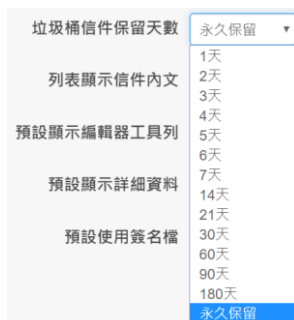 垃圾桶信件保留天數
永久保留
1天
2天
列表顯示信件內文
3天
4天
預設顯示編輯器工具列
5天
6天
7天
預設顯示詳細資料
14天
21天
預設使用簽名檔
30天
60天
90天
180天
永久保留